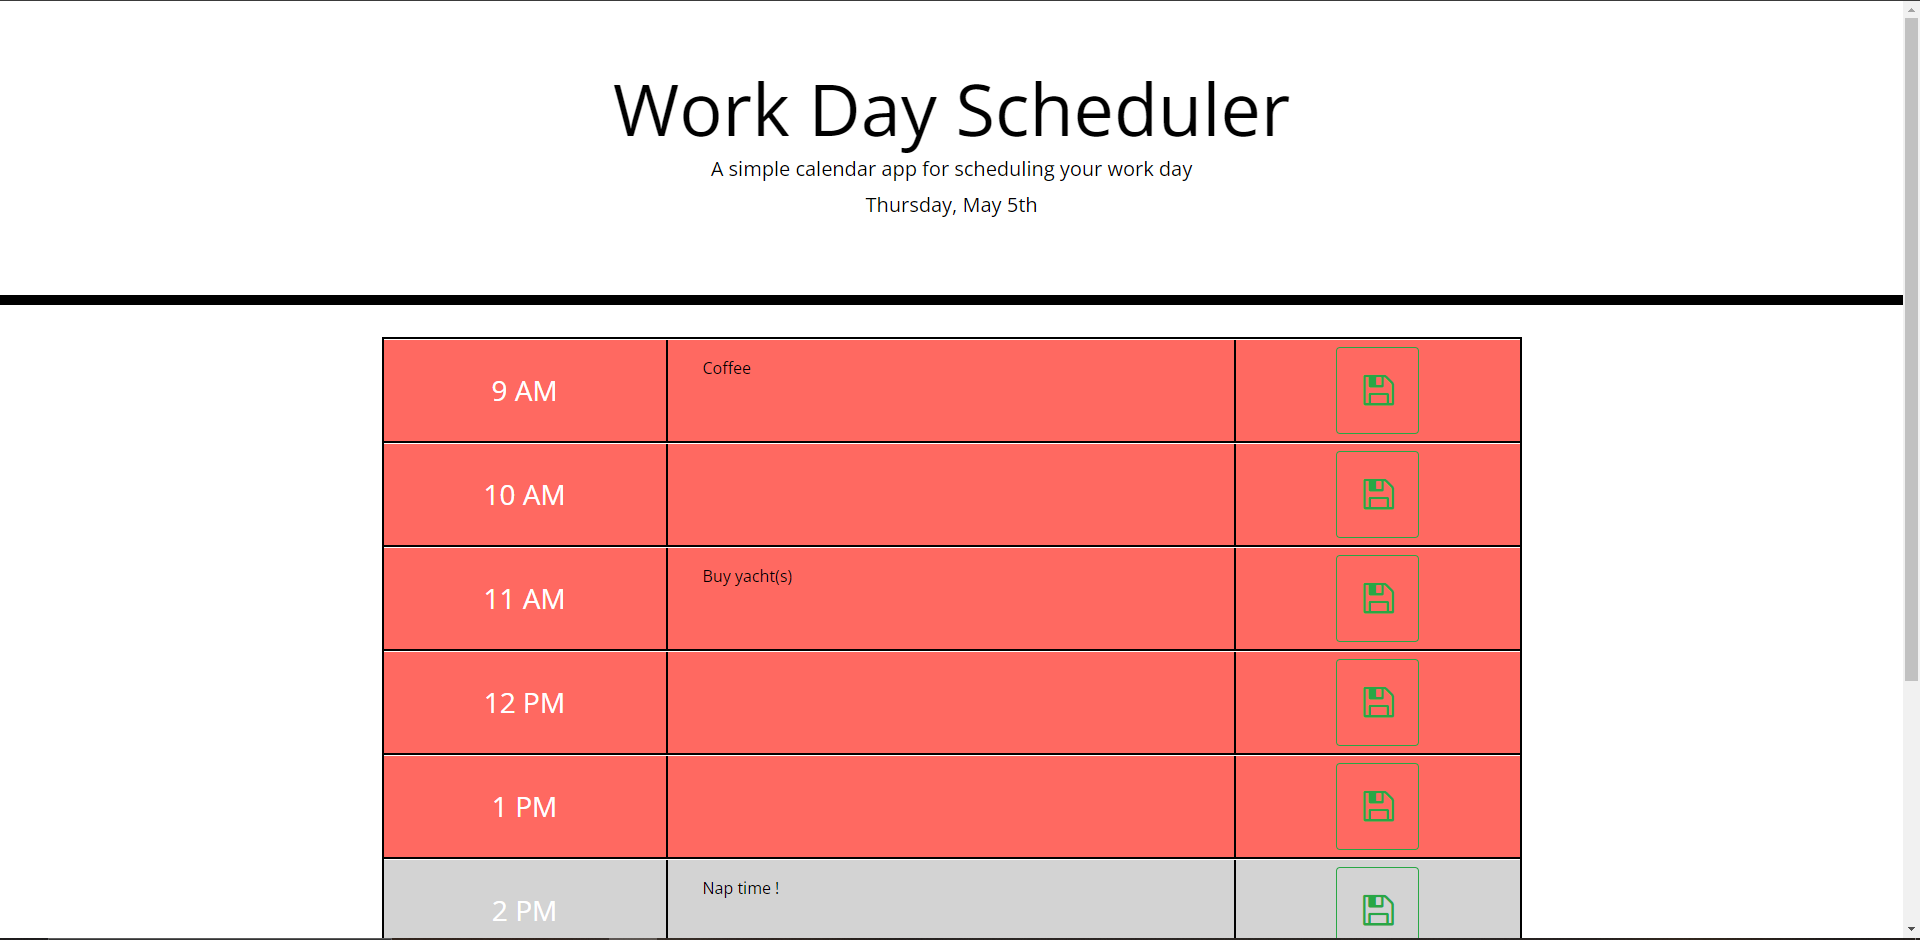 Work Day Scheduler
A simple calendar app for scheduling your work day
Thursday, May 5th
9 AM
Coffee
10 AM
11 AM
Buy yacht(s)
12 PM
1 PM
2 PM
Nap time !